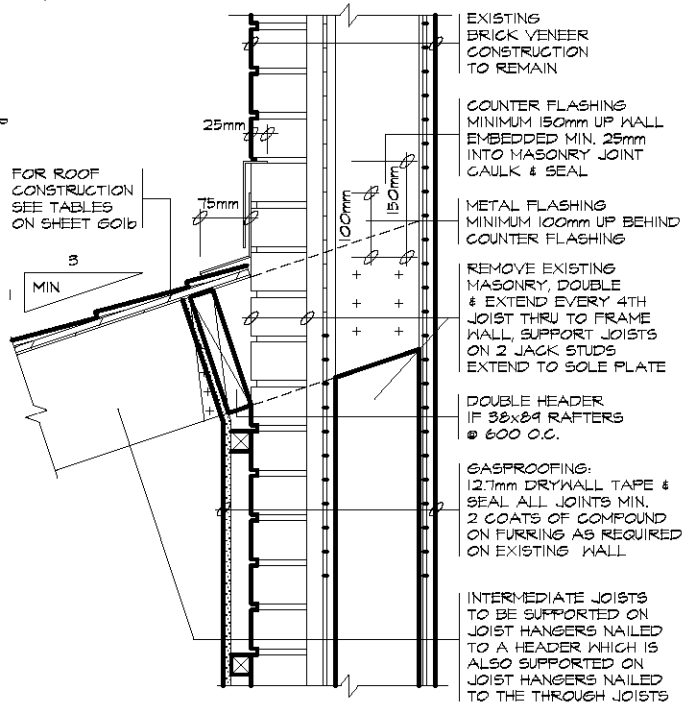 EXISTING
BRICK VENEER
CONSTRUCTION
TO REMAIN
COUNTER FLASHING
MINIMUM 150mm UP WALL
EMBEDDED MIN. 25mm
INTO MASONRY JOINT
CAULK & SEAL
METAL FLASHING
MINIMUM 100mm UP BEHIND
COUNTER FLASHING
REMOVE EXISTING
MASONRY, DOUBLE
& EXTEND EVERY 4TH
JOIST THRU TO FRAME
WALL, SUPPORT JOISTS
ON 2 JACK STUDS
EXTEND TO SOLE PLATE
DOUBLE HEADER
IF 38x89 RAFTERS
@ 600 O.C.
GASPROOFING:
12.7mm DRYWALL TAPE &
SEAL ALL JOINTS MIN.
2 COATS OF COMPOUND
ON FURRING AS REQUIRED
ON EXISTING WALL
INTERMEDIATE JOISTS
TO BE SUPPORTED ON
JOIST HANGERS NAILED
TO A HEADER WHICH IS
ALSO SUPPORTED ON
JOIST HANGERS NAILED
TO THE THROUGH JOISTS
25mm
75mm
100mm
150mm
FOR ROOF
CONSTRUCTION
SEE TABLES
ON SHEET G01b
3
1
MIN